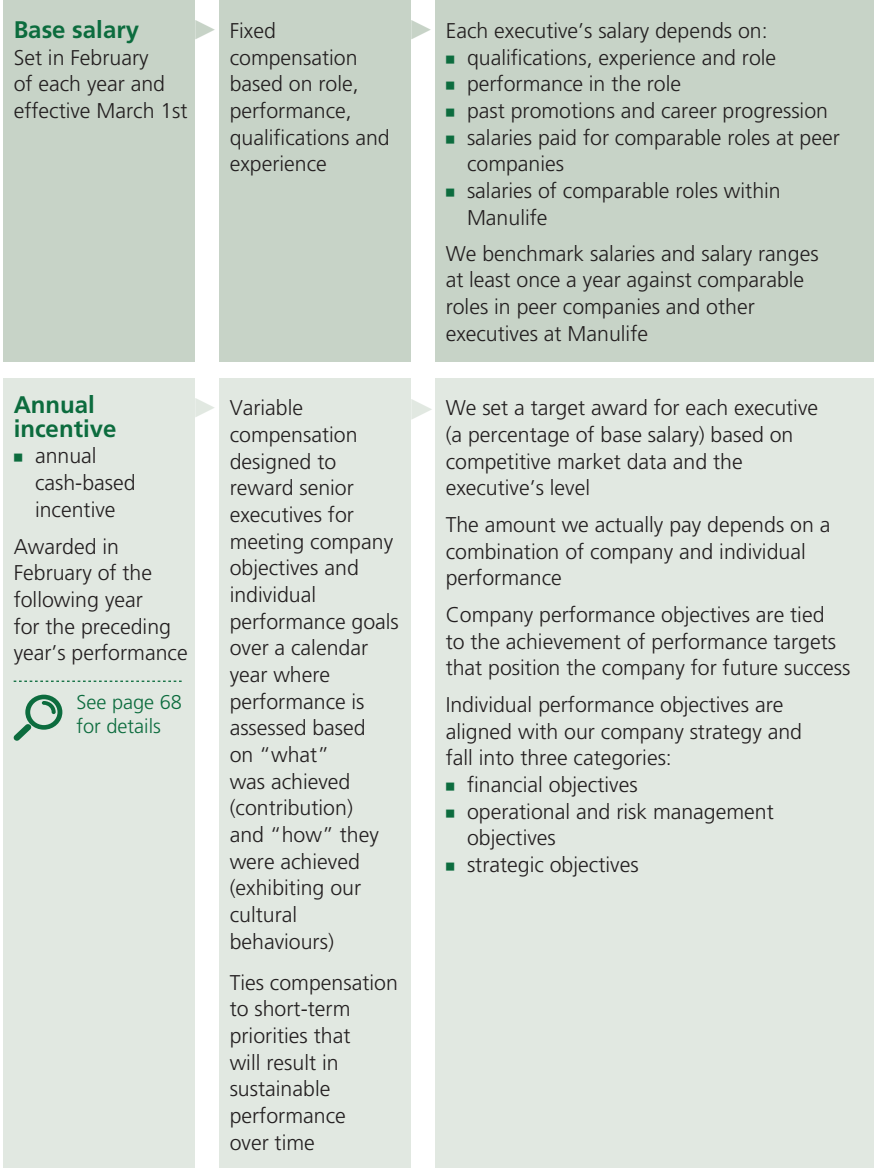 Base salary
Set in February
of each year and
effective March 1st
Fixed
compensation
based on role,
performance,
qualifications and
experience
Each executive's salary depends on:
■ qualifications, experience and role
■ performance in the role
■ past promotions and career progression
■ salaries paid for comparable roles at peer
companies
■ salaries of comparable roles within
Manulife
We benchmark salaries and salary ranges
at least once a year against comparable
roles in peer companies and other
executives at Manulife
Annual
incentive
■ annual
cash-based
incentive
Awarded in
February of the
following year
for the preceding
year's performance
See page 68
for details
Variable
compensation
designed to
reward senior
executives for
meeting company
objectives and
individual
performance goals
over a calendar
year where
performance is
assessed based
on “what”
was achieved
(contribution)
and “how” they
were achieved
(exhibiting our
cultural
behaviours)
Ties compensation
to short-term
priorities that
will result in
sustainable
performance
over time
We set a target award for each executive
(a percentage of base salary) based on
competitive market data and the
executive's level
The amount we actually pay depends on a
combination of company and individual
performance
Company performance objectives are tied
to the achievement of performance targets
that position the company for future success
Individual performance objectives are
aligned with our company strategy and
fall into three categories:
■ financial objectives
■ operational and risk management
objectives
■ strategic objectives